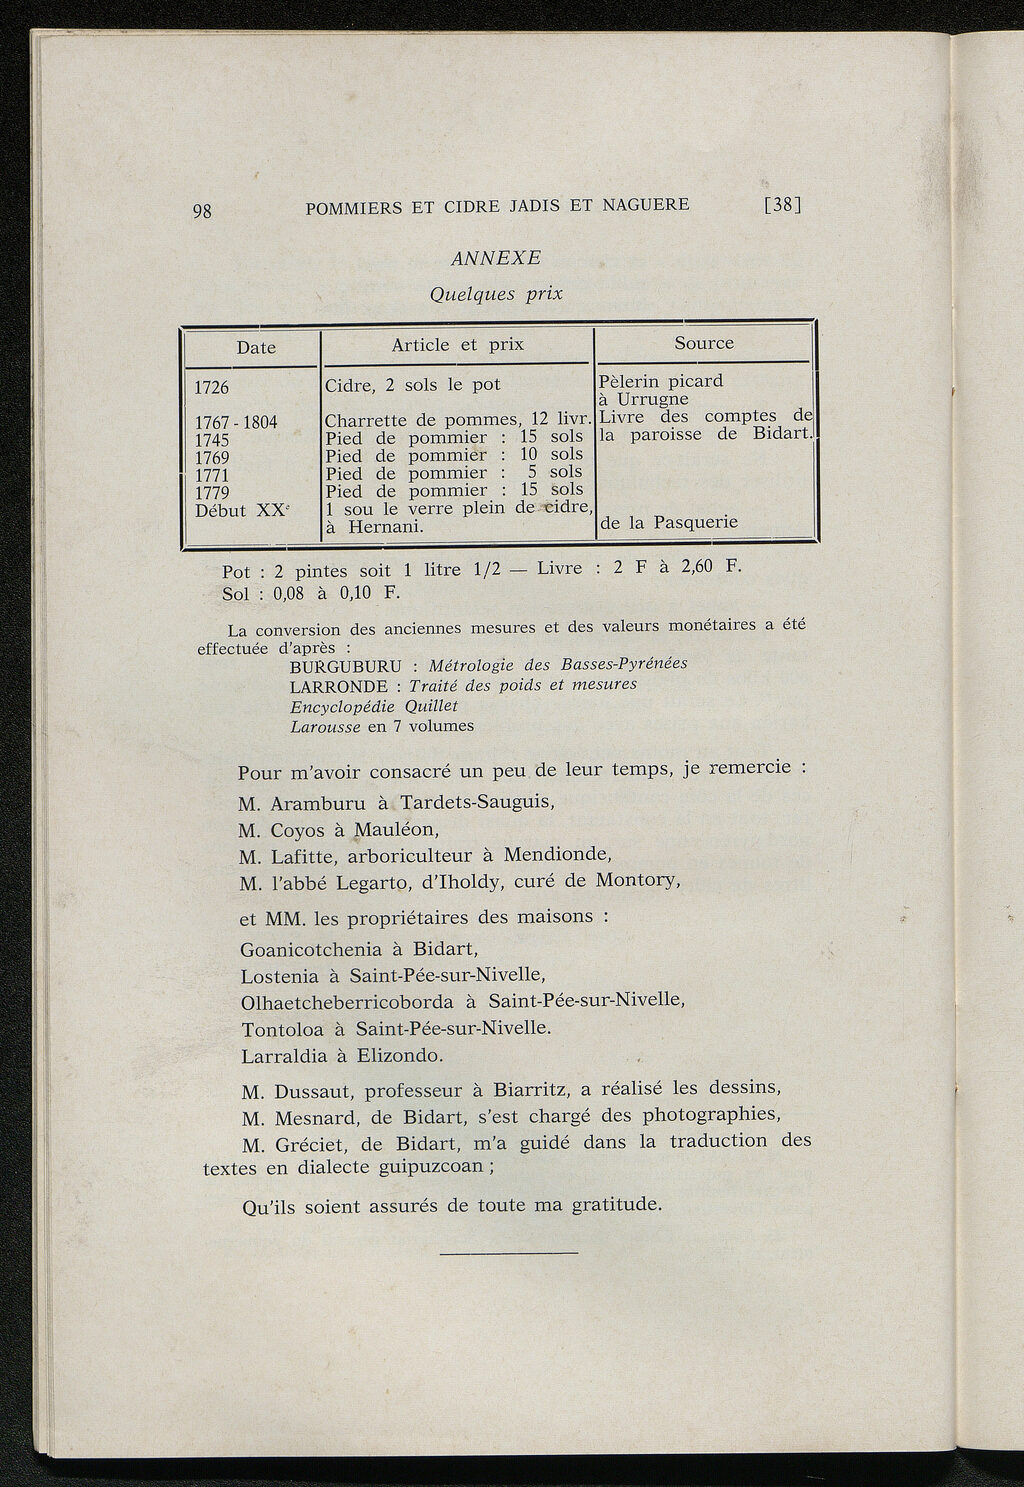 98 POMMIERS ET CIDRE JADIS ET NAGUERE [38]
ANNEXE
Quelques prix
Date Article et prix Source
1726 Cidre, 2 sols le pot Pèlerin picard
à Urrugne
1767 - 1804 Charrette de pommes, 12 livr. Livre des comptes de
1745 Pied de pommier : 15 sols la paroisse de Bidart.
1769 Pied de pommier : 10 sols
1771 Pied de pommier : 5 sols
1779 Pied de pommier : 15 sols
Début XXe 1 sou le verre plein de cidre,
à Hernani. de la Pasquerie
Pot : 2 pintes soit 1 litre 1/2 — Livre : 2 F à 2,60 F.
Sol : 0,08 à 0,10 F.
La conversion des anciennes mesures et des valeurs monétaires a été
effectuée d'après :
BURGUBURU : Métrologie des Basses-Pyrénées
LARRONDE : Traité des poids et mesures
Encyclopédie Quillet
Larousse en 7 volumes
Pour m'avoir consacré un peu de leur temps, je remercie :
M. Aramburu à Tardets-Sauguis,
M. Coyos à Mauléon,
M. Lafitte, arboriculteur à Mendionde,
M. l'abbé Legarto, d'Iholdy, curé de Montory,
et MM. les propriétaires des maisons :
Goanicotchenia à Bidart,
Lostenia à Saint-Pée-sur-Nivelle,
Olhaetcheberricoborda à Saint-Pée-sur-Nivelle,
Tontoloa à Saint-Pée-sur-Nivelle.
Larraldia à Elizondo.
M. Dussaut, professeur à Biarritz, a réalisé les dessins,
M. Mesnard, de Bidart, s'est chargé des photographies,
M. Gréciet, de Bidart, m'a guidé dans la traduction des
textes en dialecte guipuzcoan ;
Qu'ils soient assurés de toute ma gratitude.